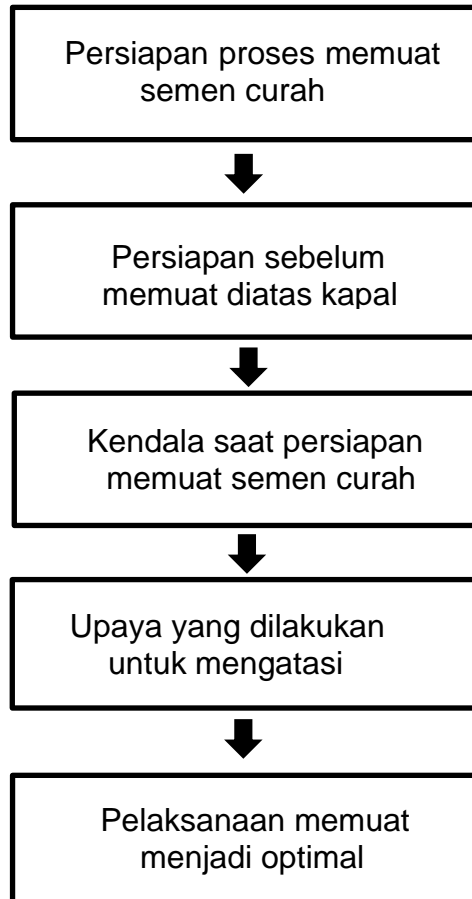 Persiapan proses memuat
semen curah
Persiapan sebelum
memuat diatas kapal
Kendala saat persiapan
memuat semen curah
Upaya yang dilakukan
untuk mengatasi
Pelaksanaan memuat
menjadi optimal